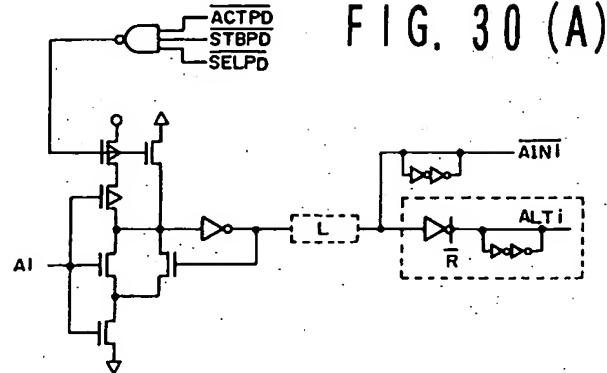 FIG. 30 (A)
ACTPD
STBPD
SELPD
AINi
L
ALTi
R
AI